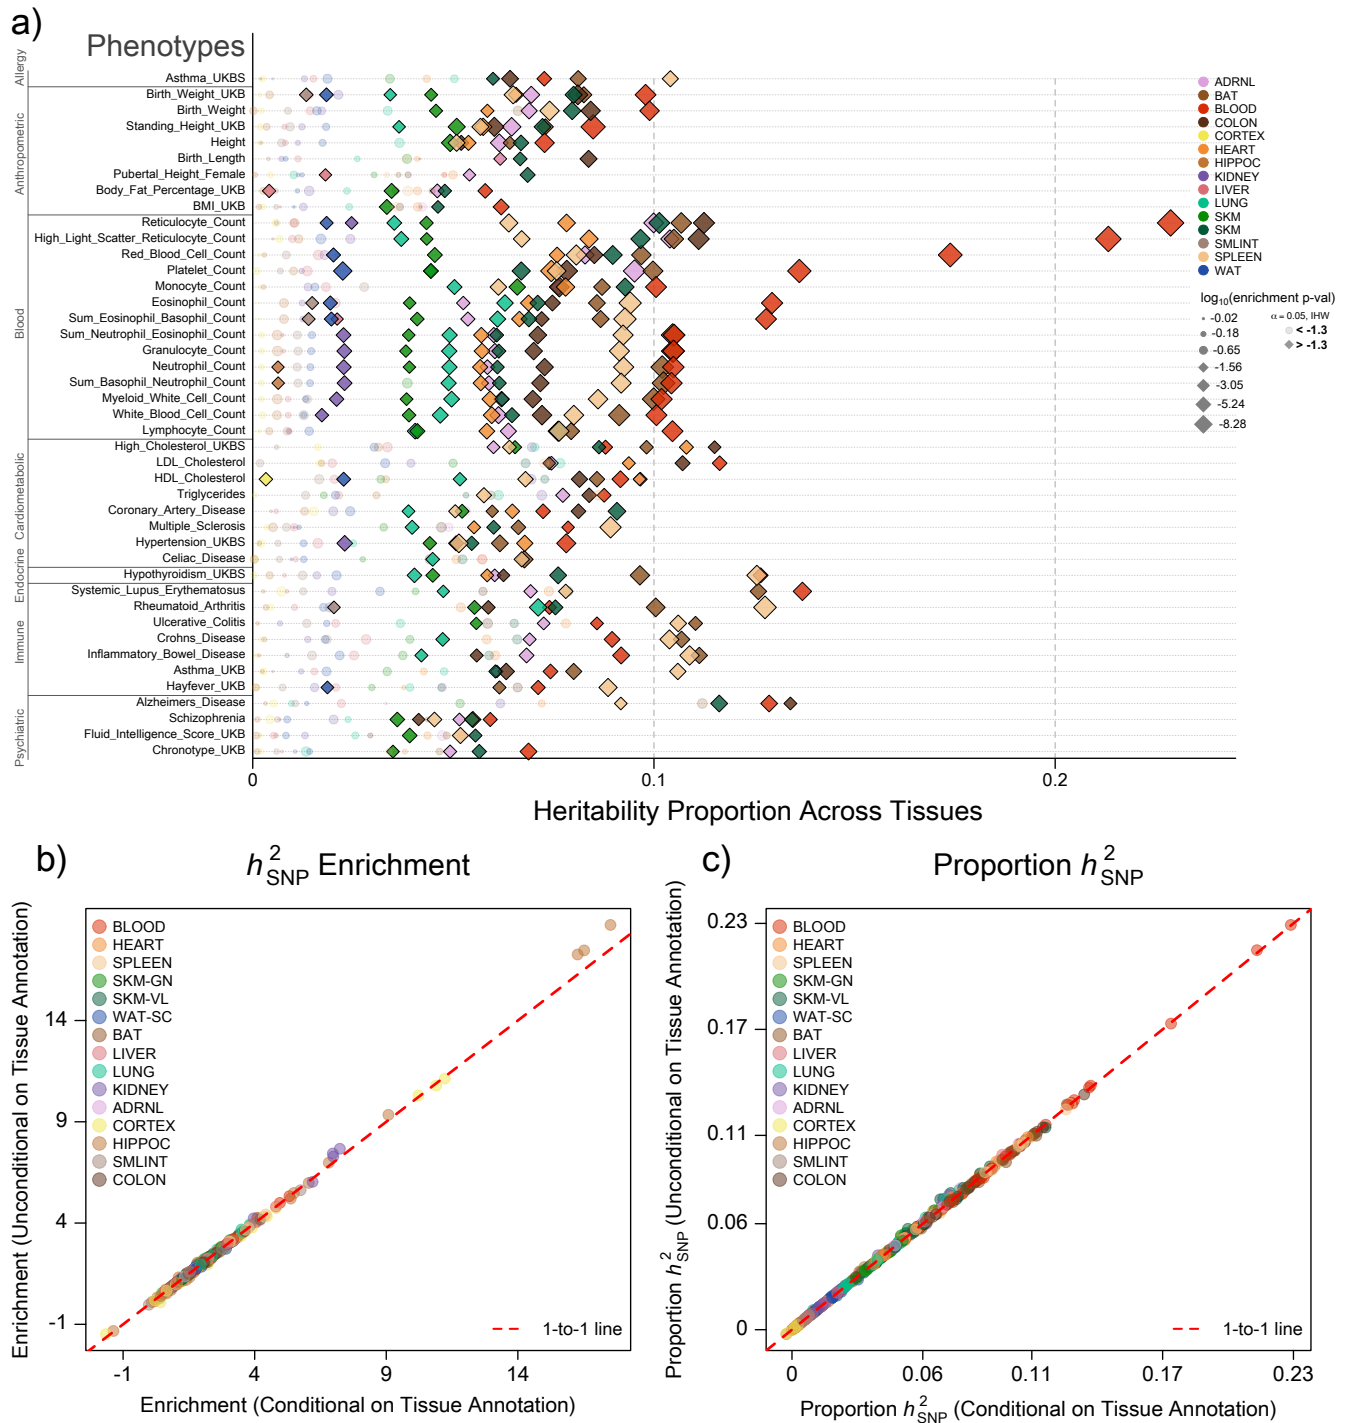 a)
Phenotypes
Allergy
Asthma_UKBS
Anthropometric
Birth_Weight_UKB
Birth_Weight
Standing_Height_UKB
Height
Birth_Length
Pubertal_Height_Female
Body_Fat_Percentage_UKB
BMI_UKB
Blood
Reticulocyte_Count
High_Light_Scatter_Reticulocyte_Count
Red_Blood_Cell_Count
Platelet_Count
Monocyte_Count
Eosinophil_Count
Sum_Eosinophil_Basophil_Count
Sum_Neutrophil_Eosinophil_Count
Granulocyte_Count
Neutrophil_Count
Sum_Basophil_Neutrophil_Count
Myeloid_White_Cell_Count
White_Blood_Cell_Count
Lymphocyte_Count
Cardiometabolic
High_Cholesterol_UKBS
LDL_Cholesterol
HDL_Cholesterol
Triglycerides
Coronary_Artery_Disease
Multiple_Sclerosis
Hypertension_UKBS
Celiac_Disease
Endocrine
Hypothyroidism_UKBS
Immune
Systemic_Lupus_Erythematosus
Rheumatoid_Arthritis
Ulcerative_Colitis
Crohns_Disease
Inflammatory_Bowel_Disease
Asthma_UKB
Hayfever_UKB
Psychiatric
Alzheimers_Disease
Schizophrenia
Fluid_Intelligence_Score_UKB
Chronotype_UKB
0
0.1
0.2
Heritability Proportion Across Tissues
ADRNL
BAT
BLOOD
COLON
CORTEX
HEART
HIPPOC
KIDNEY
LIVER
LUNG
SKM
SKM
SMLINT
SPLEEN
WAT
log10(enrichment p-val)
-0.02
-0.18
-0.65
-1.56
-3.05
-5.24
-8.28
α = 0.05, IHW
< -1.3
> -1.3
b)
h²SNP Enrichment
Enrichment (Unconditional on Tissue Annotation)
14
9
4
-1
BLOOD
HEART
SPLEEN
SKM-GN
SKM-VL
WAT-SC
BAT
LIVER
LUNG
KIDNEY
ADRNL
CORTEX
HIPPOC
SMLINT
COLON
1-to-1 line
-1
4
9
14
Enrichment (Conditional on Tissue Annotation)
c)
Proportion h²SNP
Proportion h²SNP (Unconditional on Tissue Annotation)
0.23
0.17
0.11
0.06
0
BLOOD
HEART
SPLEEN
SKM-GN
SKM-VL
WAT-SC
BAT
LIVER
LUNG
KIDNEY
ADRNL
CORTEX
HIPPOC
SMLINT
COLON
1-to-1 line
0
0.06
0.11
0.17
0.23
Proportion h²SNP (Conditional on Tissue Annotation)